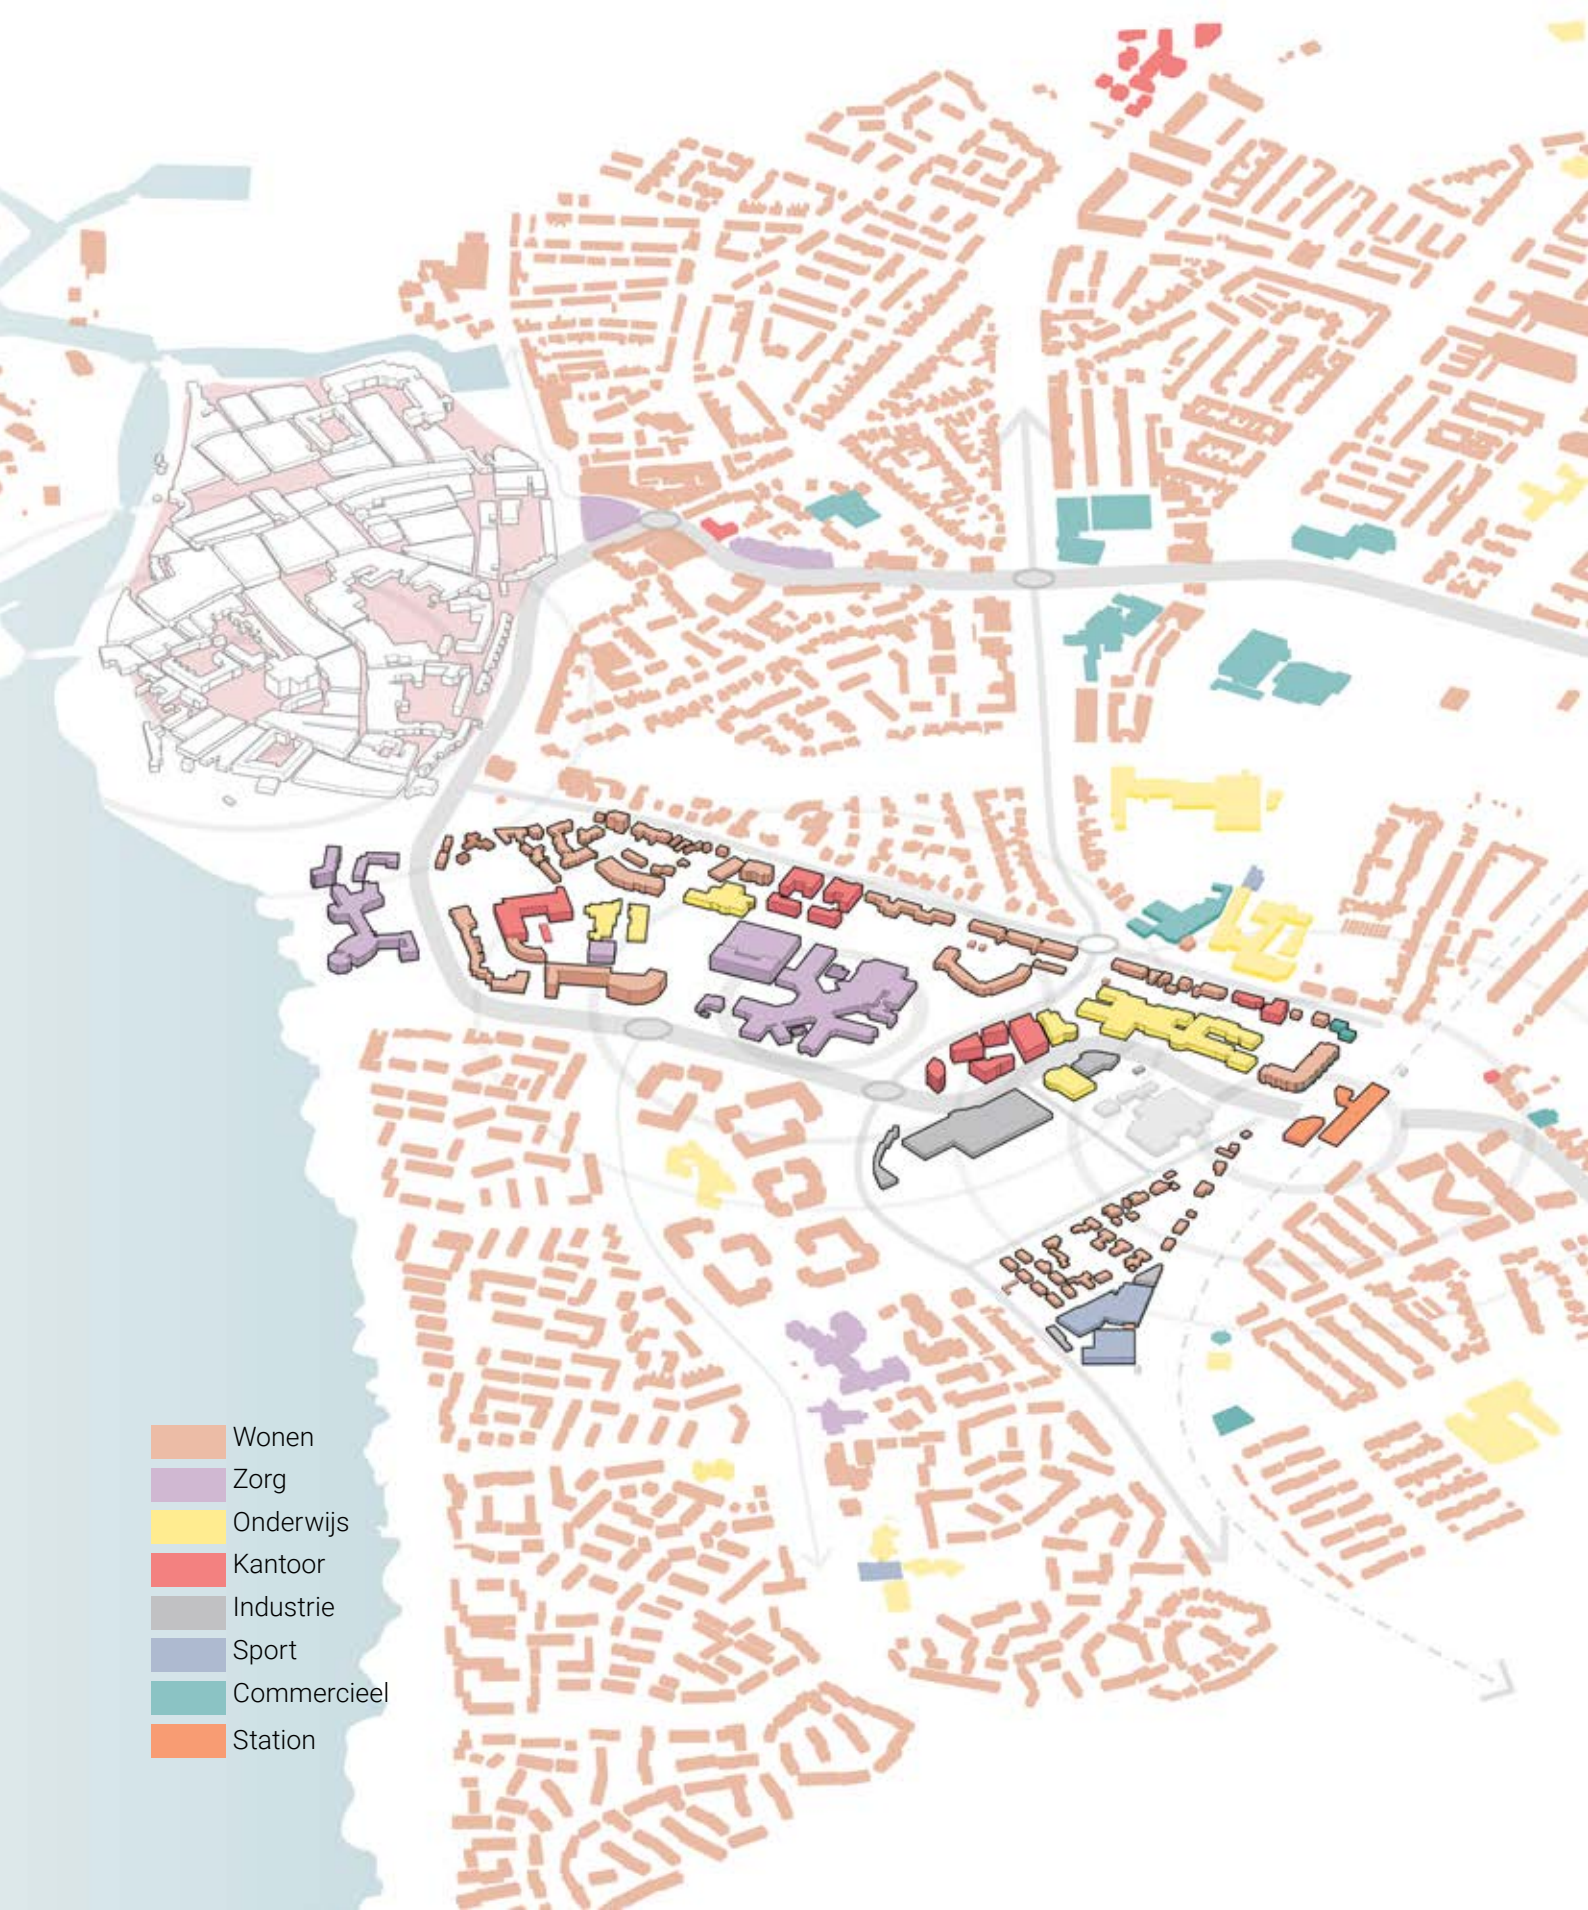 Wonen
Zorg
Onderwijs
Kantoor
Industrie
Sport
Commercieel
Station